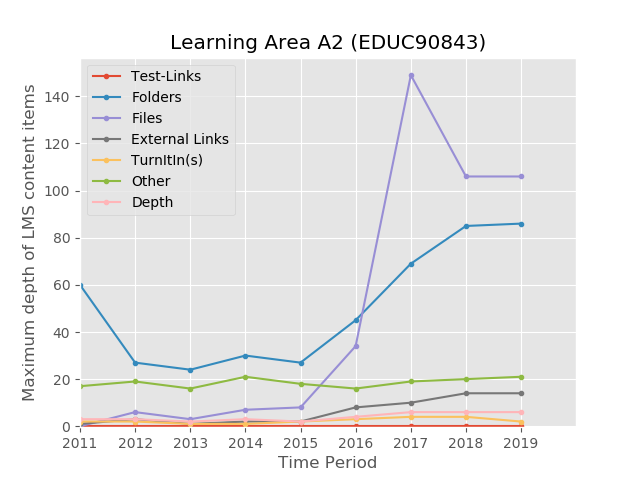 Learning Area A2 (EDUC90843)
Maximum depth of LMS content items
140
120
100
80
60
40
20
0
Test-Links
Folders
Files
External Links
TurnItIn(s)
Other
Depth
2011 2012 2013 2014 2015 2016 2017 2018 2019
Time Period